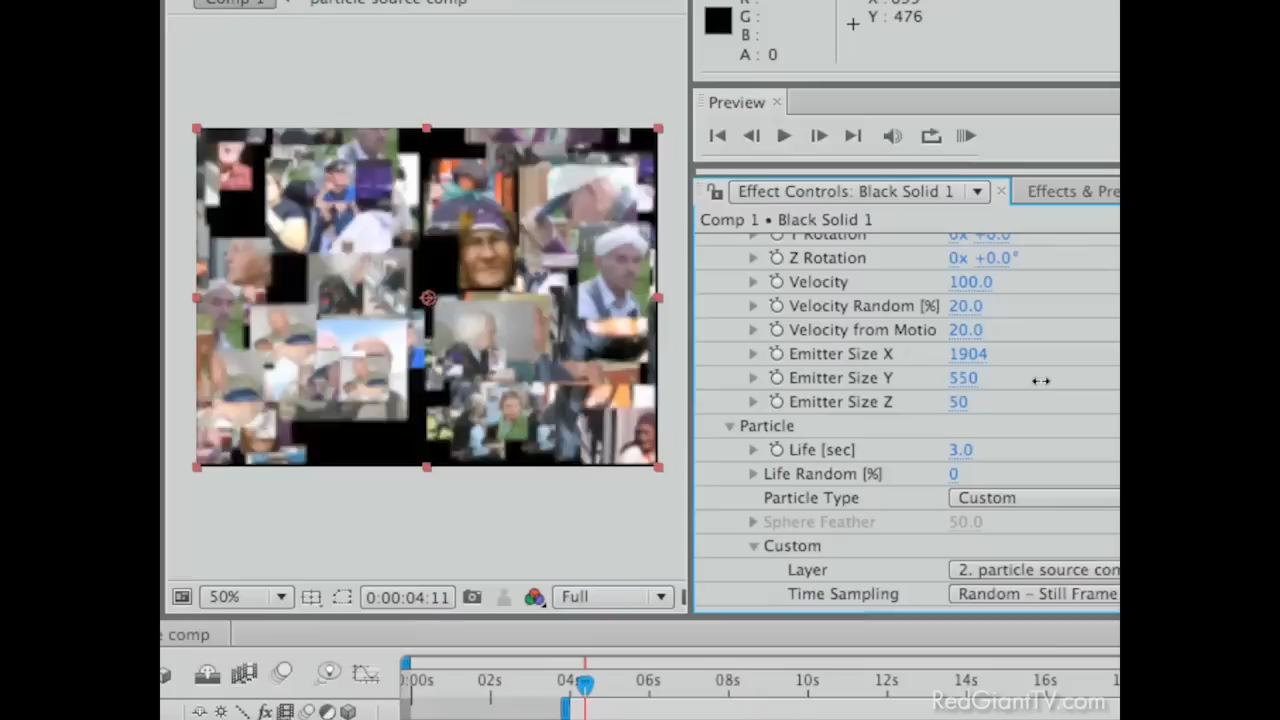 Comp 1 particle source comp
G :
B :
A : 0
Y : 476
Preview
Effect Controls: Black Solid 1
Effects & Pre
Comp 1 • Black Solid 1
Y Rotation 0x +0.0°
Z Rotation 0x +0.0°
Velocity 100.0
Velocity Random [%] 20.0
Velocity from Motio 20.0
Emitter Size X 1904
Emitter Size Y 550
Emitter Size Z 50
Particle
Life [sec] 3.0
Life Random [%] 0
Particle Type Custom
Sphere Feather 50.0
Custom
Layer 2. particle source con
Time Sampling Random – Still Frame
50% 0:00:04:11 Full
e comp
0:00s 02s 04s 06s 08s 10s 12s 14s 16s 1
fx
RedGiantTV.com